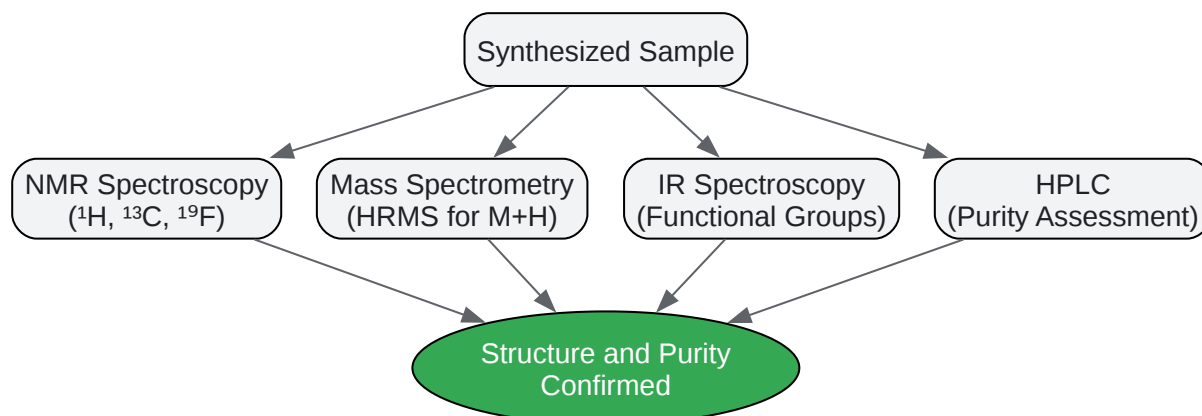 Synthesized Sample
NMR Spectroscopy
(¹H, ¹³C, ¹⁹F)
Mass Spectrometry
(HRMS for M+H)
IR Spectroscopy
(Functional Groups)
HPLC
(Purity Assessment)
Structure and Purity
Confirmed